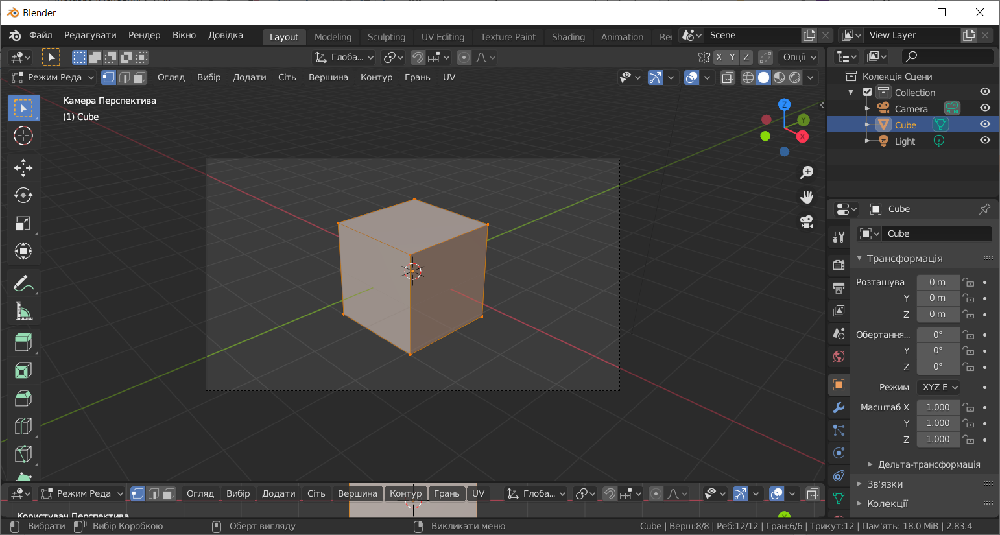 Blender
Файл Редагувати Рендер Вікно Довідка Layout Modeling Sculpting UV Editing Texture Paint Shading Animation Re Scene View Layer
Глоба... X Y Z Опції
Режим Реда Огляд Вибір Додати Сіть Вершина Контур Грань UV
Камера Перспектива
(1) Cube
Z
Y
X
Колекція Сцени
Collection
Camera
Cube
Light
Cube
Cube
Трансформація
Розташува 0 m
Y 0 m
Z 0 m
Обертання... 0°
Y 0°
Z 0°
Режим XYZ E
Масштаб X 1.000
Y 1.000
Z 1.000
Дельта-трансформація
Зв'язки
Колекції
Режим Реда Огляд Вибір Додати Сіть Вершина Контур Грань UV Глоба...
Користувач Перспектива
Y
Вибрати Вибір Коробкою Оберт вигляду Викликати меню Cube | Верш:8/8 | Реб:12/12 | Гран:6/6 | Трикут:12 | Пам'ять: 18.0 MiB | 2.83.4